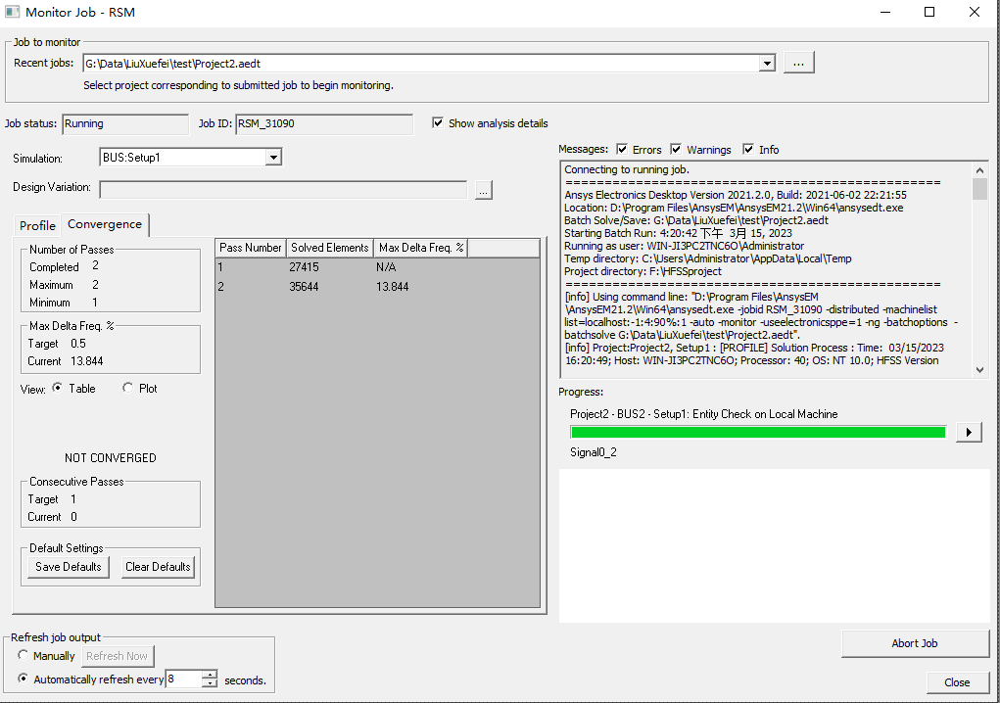 Monitor Job - RSM
Job to monitor
Recent jobs: G:\Data\LiuXuefei\test\Project2.aedt ...
Select project corresponding to submitted job to begin monitoring.
Job status: Running Job ID: RSM_31090 Show analysis details
Simulation: BUS:Setup1
Design Variation: ...
Profile Convergence
Number of Passes
Completed 2
Maximum 2
Minimum 1
Max Delta Freq. %
Target 0.5
Current 13.844
View: Table Plot
NOT CONVERGED
Consecutive Passes
Target 1
Current 0
Default Settings
Save Defaults Clear Defaults
Pass Number Solved Elements Max Delta Freq. %
1 27415 N/A
2 35644 13.844
Messages: Errors Warnings Info
Connecting to running job.
==================================================
Ansys Electronics Desktop Version 2021.2.0, Build: 2021-06-02 22:21:55
Location: D:\Program Files\AnsysEM\AnsysEM21.2\Win64\ansysedt.exe
Batch Solve/Save: G:\Data\LiuXuefei\test\Project2.aedt
Starting Batch Run: 4:20:42 下午 3月 15, 2023
Running as user: WIN-JI3PC2TNC6O\Administrator
Temp directory: C:\Users\Administrator\AppData\Local\Temp
Project directory: F:\HFSSproject
==================================================
[info] Using command line: "D:\Program Files\AnsysEM
\AnsysEM21.2\Win64\ansysedt.exe -jobid RSM_31090 -distributed -machinelist
list=localhost:-1:4:90%:1 -auto -monitor -useelectronicsppe=1 -ng -batchoptions -
batchsolve G:\Data\LiuXuefei\test\Project2.aedt".
[info] Project:Project2, Setup1 : [PROFILE] Solution Process : Time: 03/15/2023
16:20:49; Host: WIN-JI3PC2TNC6O; Processor: 40; OS: NT 10.0; HFSS Version
Progress:
Project2 - BUS2 - Setup1: Entity Check on Local Machine
Signal0_2
Refresh job output
Manually Refresh Now
Automatically refresh every 8 seconds.
Abort Job
Close